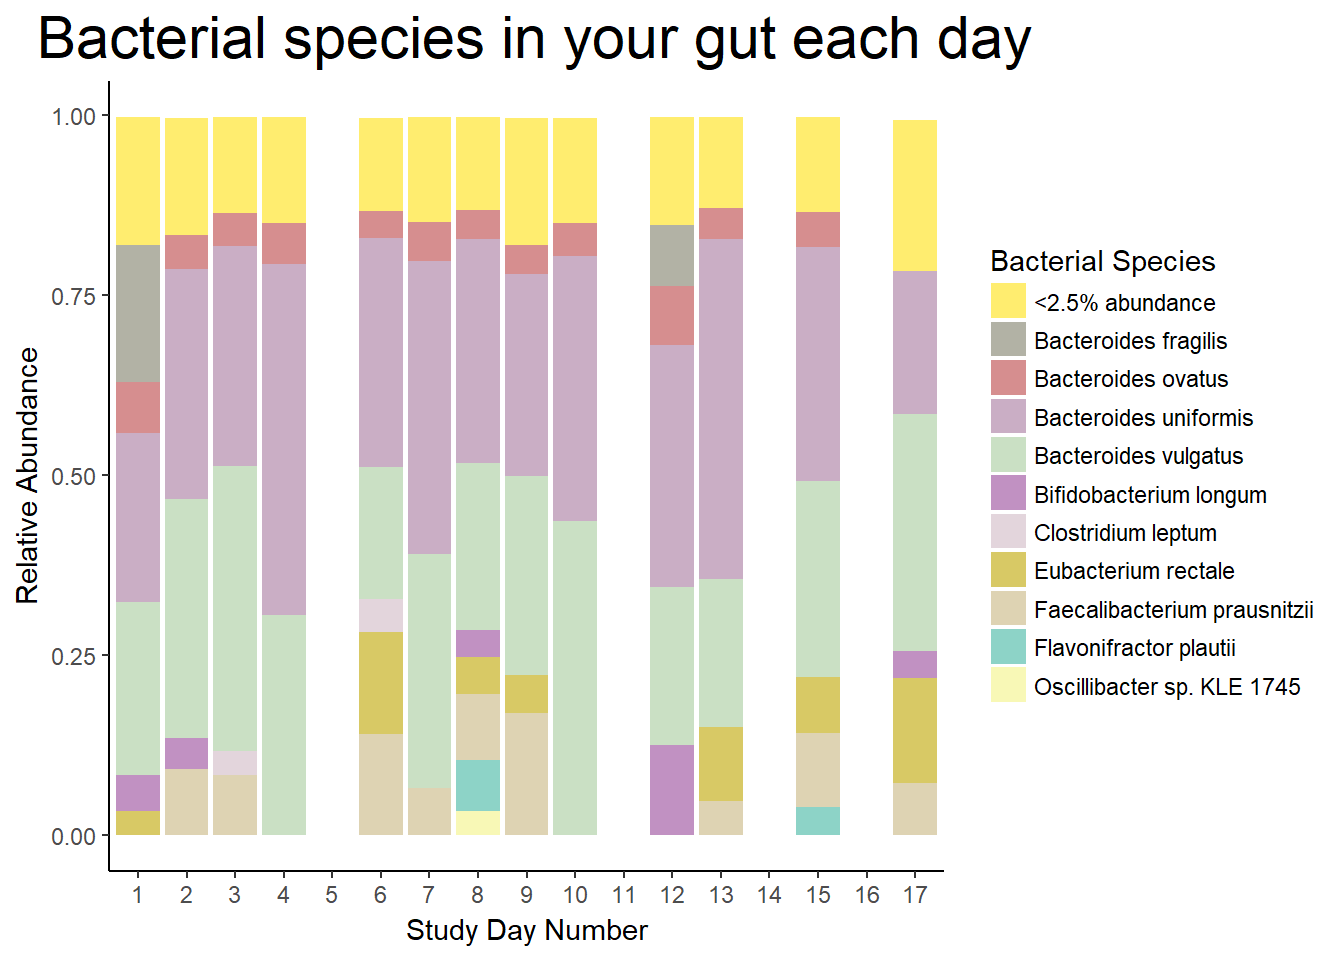 Bacterial species in your gut each day
1.00
0.75
0.50
0.25
0.00
Relative Abundance
1 2 3 4 5 6 7 8 9 10 11 12 13 14 15 16 17
Study Day Number
Bacterial Species
<2.5% abundance
Bacteroides fragilis
Bacteroides ovatus
Bacteroides uniformis
Bacteroides vulgatus
Bifidobacterium longum
Clostridium leptum
Eubacterium rectale
Faecalibacterium prausnitzii
Flavonifractor plautii
Oscillibacter sp. KLE 1745